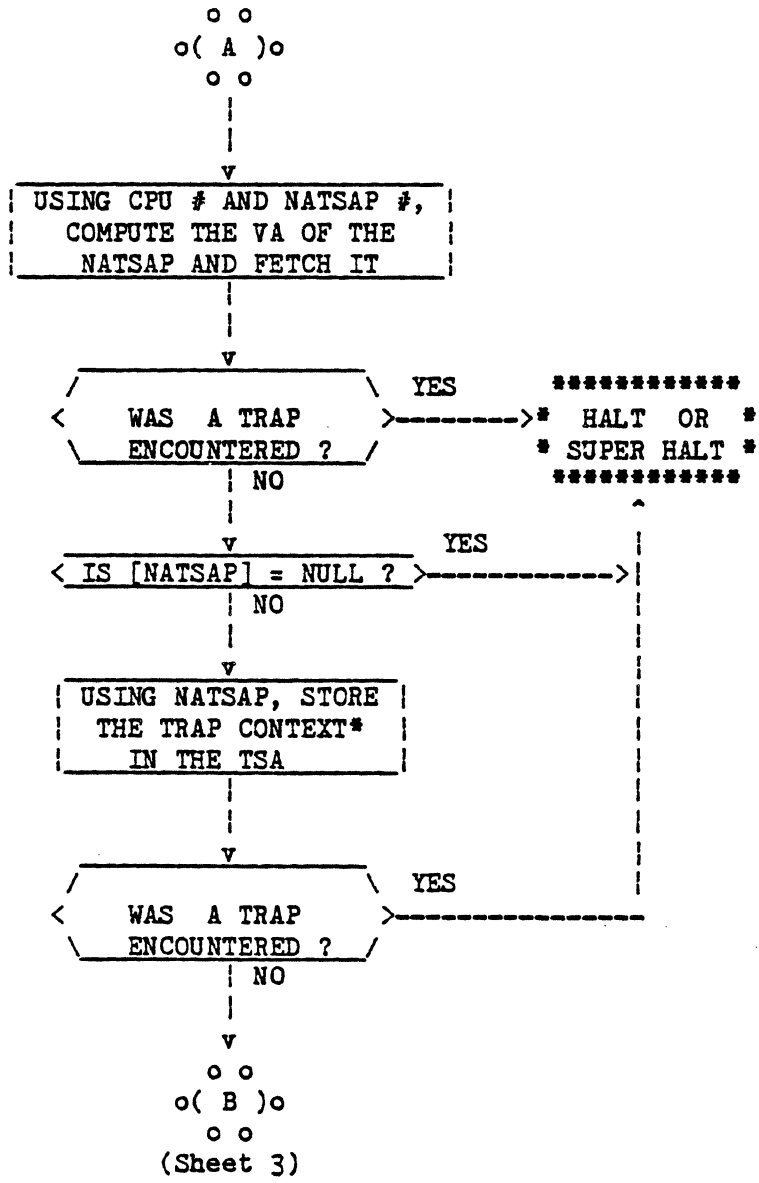 ( A )
USING CPU # AND NATSAP #,
COMPUTE THE VA OF THE
NATSAP AND FETCH IT
WAS A TRAP
ENCOUNTERED ?
YES
HALT OR
SUPER HALT
NO
IS [NATSAP] = NULL ?
YES
NO
USING NATSAP, STORE
THE TRAP CONTEXT*
IN THE TSA
WAS A TRAP
ENCOUNTERED ?
YES
NO
( B )
(Sheet 3)